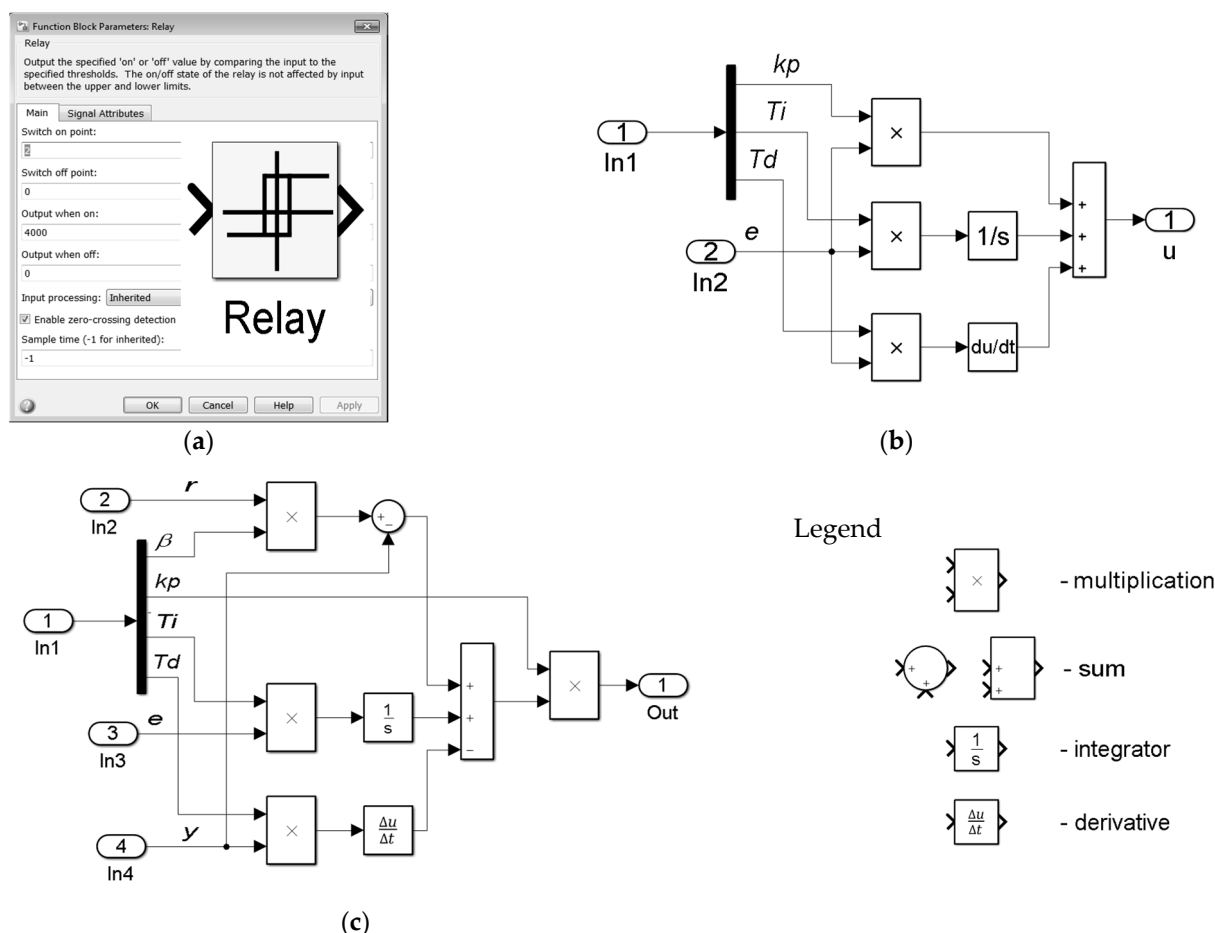 Function Block Parameters: Relay
Relay
Output the specified 'on' or 'off' value by comparing the input to the
specified thresholds. The on/off state of the relay is not affected by input
between the upper and lower limits.
Main Signal Attributes
Switch on point:
2
Switch off point:
0
Output when on:
4000
Output when off:
0
Input processing: Inherited
Enable zero-crossing detection
Sample time (-1 for inherited):
-1
Relay
OK Cancel Help Apply
(a)
kp
Ti
Td
1
In1
e
2
In2
×
×
×
1/s
du/dt
+
+
+
1
u
(b)
r
2
In2
β
kp
Ti
Td
1
In1
e
3
In3
y
4
In4
×
×
×
+
−
1/s
Δu/Δt
+
+
−
×
1
Out
(c)
Legend
× - multiplication
+ + + + - sum
1/s - integrator
Δu/Δt - derivative